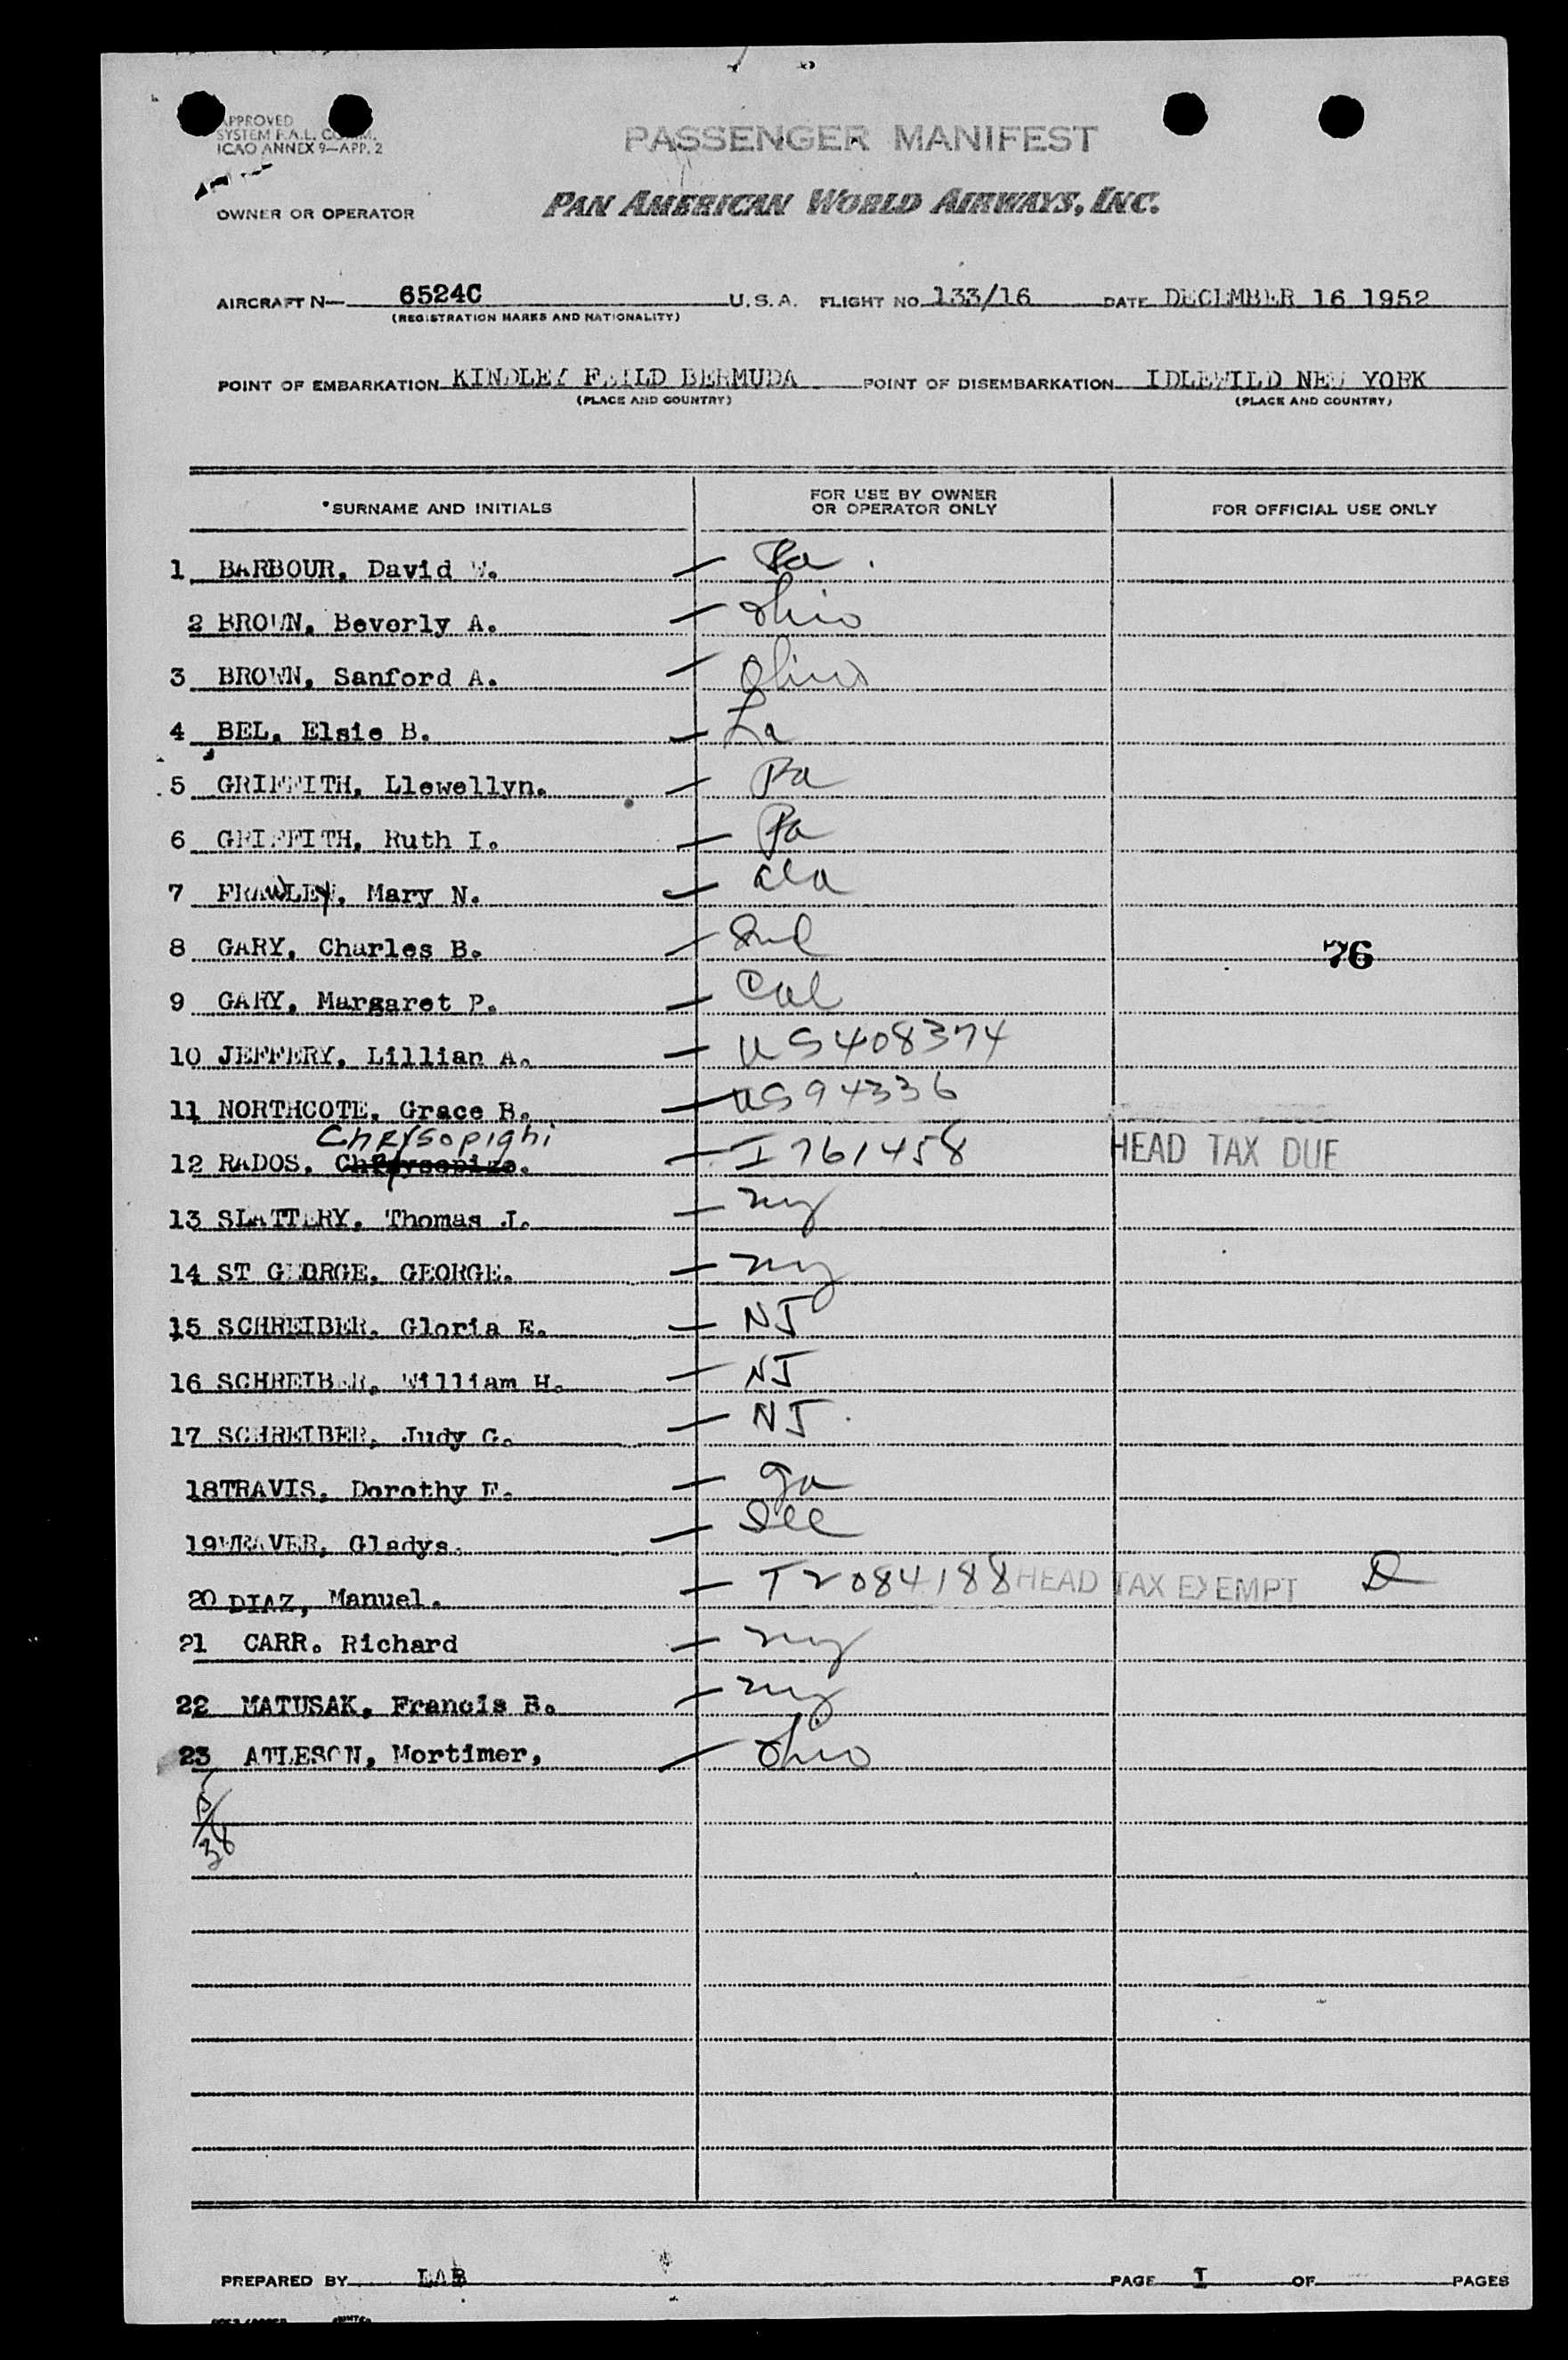 APPROVED
SYSTEM F.A.L. COMM.
ICAO ANNEX 9—APP. 2
PASSENGER MANIFEST
OWNER OR OPERATOR PAN AMERICAN WORLD AIRWAYS, INC.
AIRCRAFT N— 6524C U.S.A. FLIGHT NO. 133/16 DATE DECEMBER 16 1952
(REGISTRATION MARKS AND NATIONALITY)
POINT OF EMBARKATION KINDLEY FEILD BERMUDA POINT OF DISEMBARKATION IDLEWILD NEW YORK
(PLACE AND COUNTRY) (PLACE AND COUNTRY)
*SURNAME AND INITIALS FOR USE BY OWNER OR OPERATOR ONLY FOR OFFICIAL USE ONLY
1 BARBOUR, David W. — Pa.
2 BROWN, Beverly A. — Ohio
3 BROWN, Sanford A. — Ohio
4 BEL, Elsie B. — La
5 GRIFFITH, Llewellyn. — Pa
6 GRIFFITH, Ruth I. — Pa
7 FRAWLEY, Mary N. — ala
8 GARY, Charles B. — Ind 76
9 GARY, Margaret P. — Cal
10 JEFFERY, Lillian A. — US408374
11 NORTHCOTE, Grace B. — US94336
Chrysopighi
12 RADOS, — I761458 HEAD TAX DUE
13 SLATTERY, Thomas J. — ny
14 ST GEORGE, GEORGE. — ny
15 SCHREIBER, Gloria E. — NJ
16 SCHREIBER, William H. — NJ
17 SCHREIBER, Judy G. — NJ.
18 TRAVIS, Dorothy E. — ga
19 WEAVER, Gladys. — Ill
20 DIAZ, Manuel. — T2084188 HEAD TAX EXEMPT
21 CARR. Richard — ny
22 MATUSAK, Francis B. — ny
23 ATLESON, Mortimer, — Ohio
PREPARED BY LAB PAGE I OF PAGES